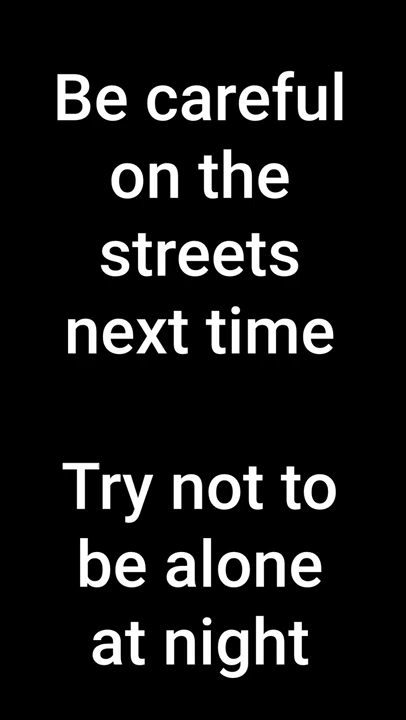 Be careful
on the
streets
next time
Try not to
be alone
at night